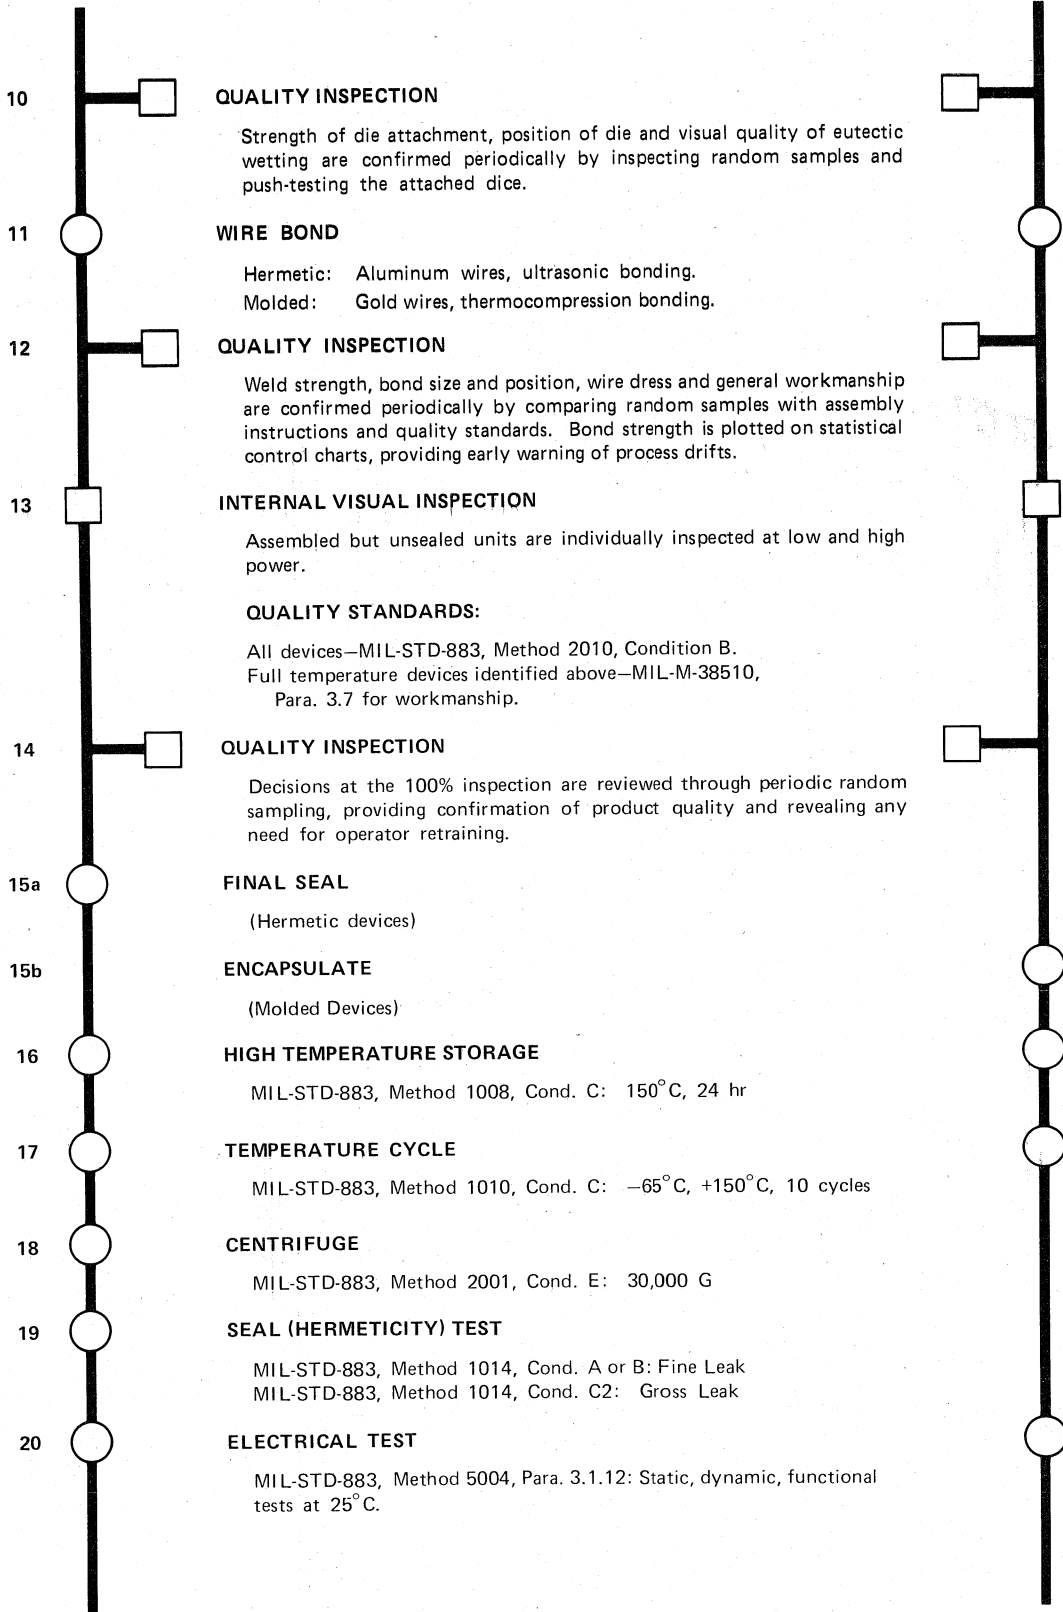 10 QUALITY INSPECTION
Strength of die attachment, position of die and visual quality of eutectic
wetting are confirmed periodically by inspecting random samples and
push-testing the attached dice.
11 WIRE BOND
Hermetic: Aluminum wires, ultrasonic bonding.
Molded: Gold wires, thermocompression bonding.
12 QUALITY INSPECTION
Weld strength, bond size and position, wire dress and general workmanship
are confirmed periodically by comparing random samples with assembly
instructions and quality standards. Bond strength is plotted on statistical
control charts, providing early warning of process drifts.
13 INTERNAL VISUAL INSPECTION
Assembled but unsealed units are individually inspected at low and high
power.
QUALITY STANDARDS:
All devices—MIL-STD-883, Method 2010, Condition B.
Full temperature devices identified above—MIL-M-38510,
Para. 3.7 for workmanship.
14 QUALITY INSPECTION
Decisions at the 100% inspection are reviewed through periodic random
sampling, providing confirmation of product quality and revealing any
need for operator retraining.
15a FINAL SEAL
(Hermetic devices)
15b ENCAPSULATE
(Molded Devices)
16 HIGH TEMPERATURE STORAGE
MIL-STD-883, Method 1008, Cond. C: 150°C, 24 hr
17 TEMPERATURE CYCLE
MIL-STD-883, Method 1010, Cond. C: —65°C, +150°C, 10 cycles
18 CENTRIFUGE
MIL-STD-883, Method 2001, Cond. E: 30,000 G
19 SEAL (HERMETICITY) TEST
MIL-STD-883, Method 1014, Cond. A or B: Fine Leak
MIL-STD-883, Method 1014, Cond. C2: Gross Leak
20 ELECTRICAL TEST
MIL-STD-883, Method 5004, Para. 3.1.12: Static, dynamic, functional
tests at 25°C.